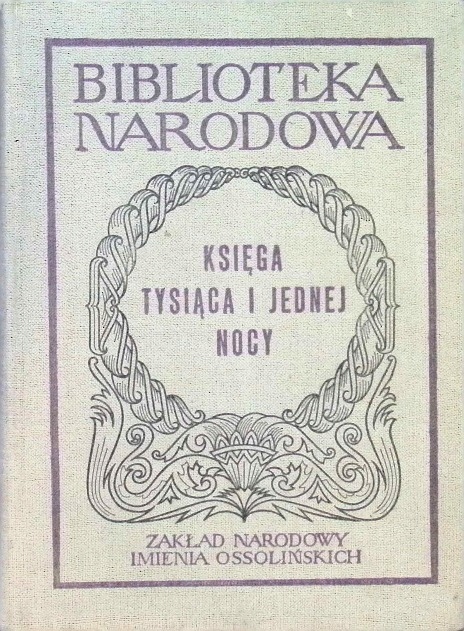 BIBLIOTEKA
NARODOWA
KSIĘGA
TYSIĄCA I JEDNEJ
NOCY
ZAKŁAD NARODOWY
IMIENIA OSSOLIŃSKICH